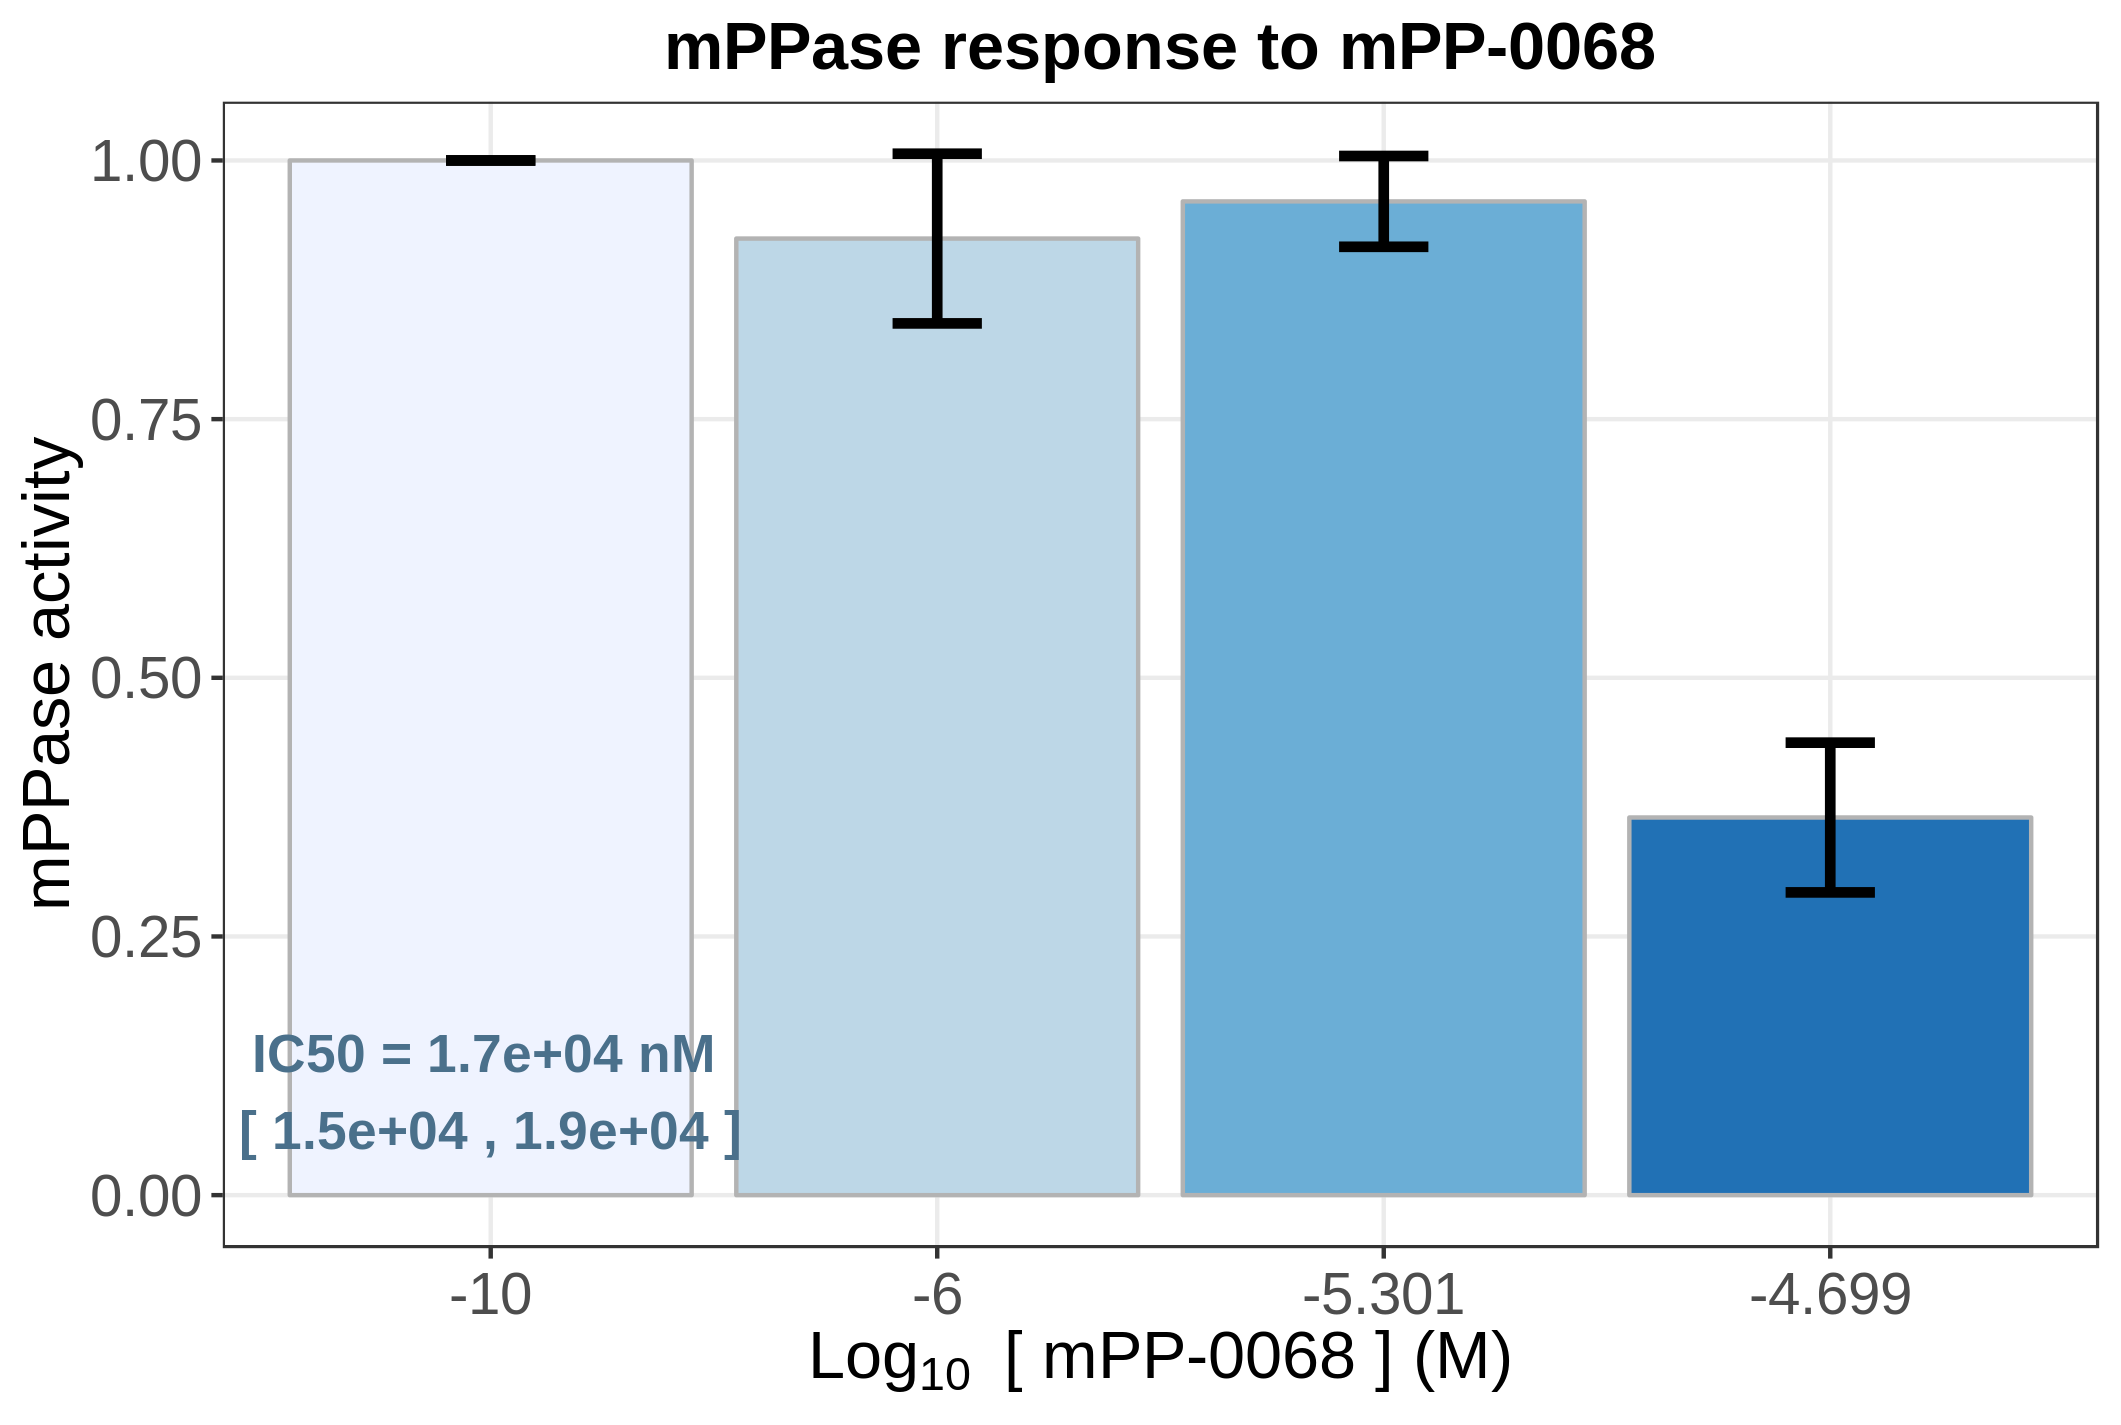 mPPase response to mPP-0068
mPPase activity
1.00
0.75
0.50
0.25
0.00
IC50 = 1.7e+04 nM
[ 1.5e+04 , 1.9e+04 ]
-10 -6 -5.301 -4.699
Log10 [ mPP-0068 ] (M)